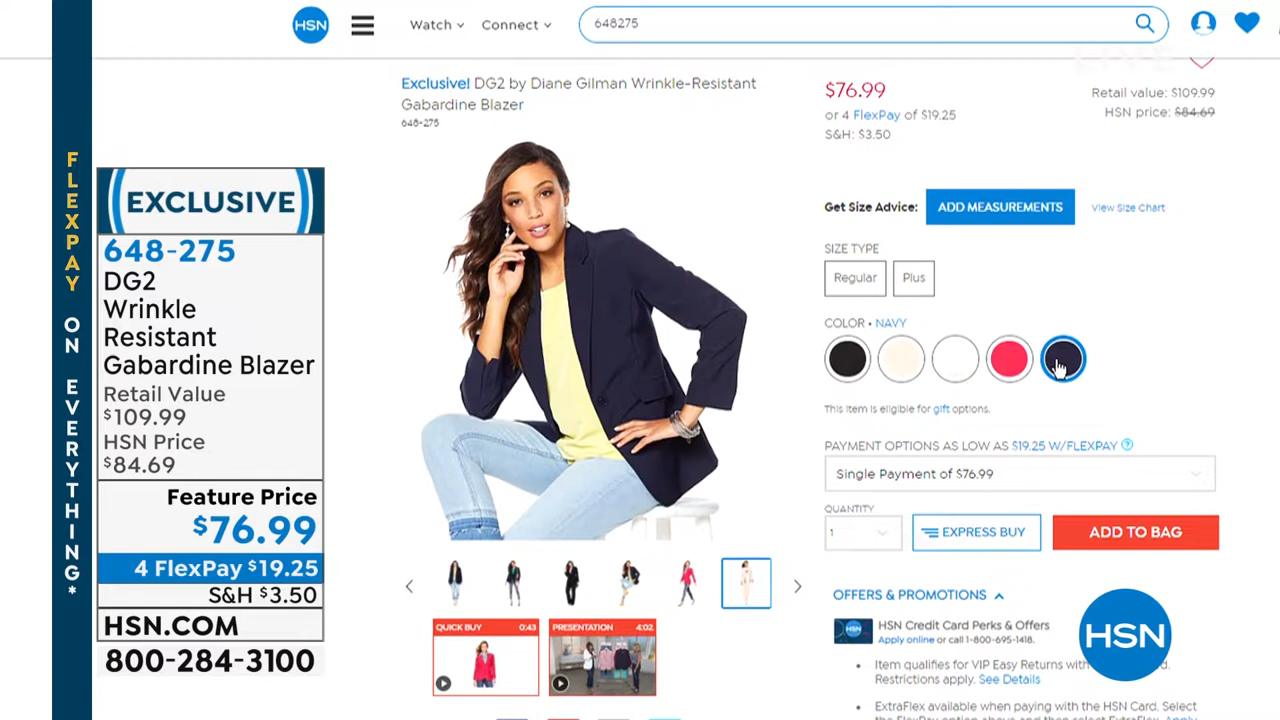 HSN
Watch
Connect
648275
FLEXPAY ON EVERYTHING*
EXCLUSIVE
648-275
DG2
Wrinkle
Resistant
Gabardine Blazer
Retail Value
$109.99
HSN Price
$84.69
Feature Price
$76.99
4 FlexPay $19.25
S&H $3.50
HSN.COM
800-284-3100
Exclusive! DG2 by Diane Gilman Wrinkle-Resistant
Gabardine Blazer
648-275
QUICK BUY 0:43
PRESENTATION 4:02
LIVE
$76.99
Retail value: $109.99
or 4 FlexPay of $19.25
HSN price: $84.69
S&H: $3.50
Get Size Advice: ADD MEASUREMENTS View Size Chart
SIZE TYPE
Regular Plus
COLOR • NAVY
This item is eligible for gift options.
PAYMENT OPTIONS AS LOW AS $19.25 W/FLEXPAY ?
Single Payment of $76.99
QUANTITY
1 EXPRESS BUY ADD TO BAG
OFFERS & PROMOTIONS
HSN
HSN Credit Card Perks & Offers
Apply online or call 1-800-695-1418.
• Item qualifies for VIP Easy Returns with d.
Restrictions apply. See Details
• ExtraFlex available when paying with the HSN Card. Select
HSN